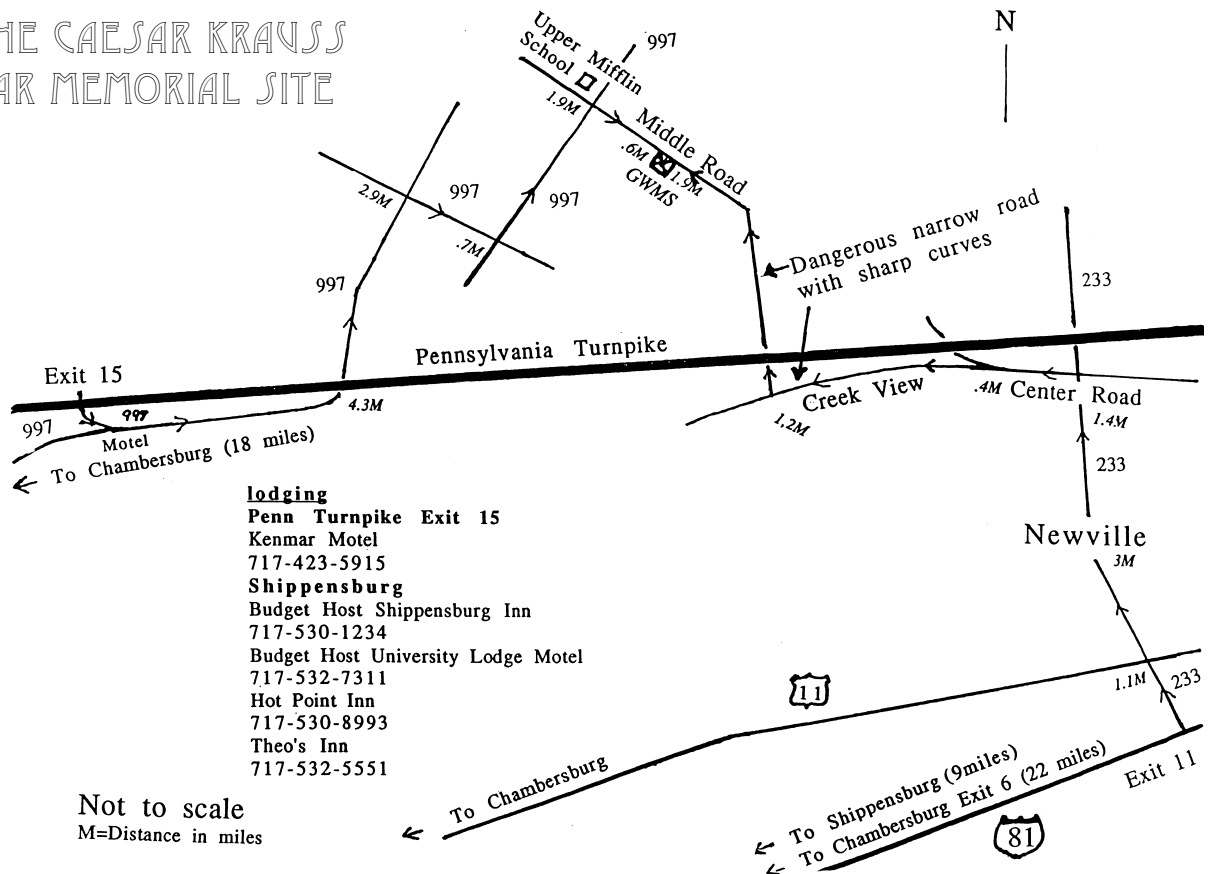 HE CAESAR KRAUSS
AR MEMORIAL SITE
N
Upper Mifflin
School
997
1.9M
Middle Road
.6M
1.9M
GWMS
2.9M
997
997
.7M
Dangerous narrow road
with sharp curves
997
233
Pennsylvania Turnpike
Exit 15
997
997
Motel
4.3M
To Chambersburg (18 miles)
Creek View
.4M
Center Road
1,2M
1.4M
233
lodging
Penn Turnpike Exit 15
Kenmar Motel
717-423-5915
Shippensburg
Budget Host Shippensburg Inn
717-530-1234
Budget Host University Lodge Motel
717-532-7311
Hot Point Inn
717-530-8993
Theo's Inn
717-532-5551
Newville
3M
11
1.1M
233
To Chambersburg
To Shippensburg (9miles)
To Chambersburg Exit 6 (22 miles)
Exit 11
81
Not to scale
M=Distance in miles